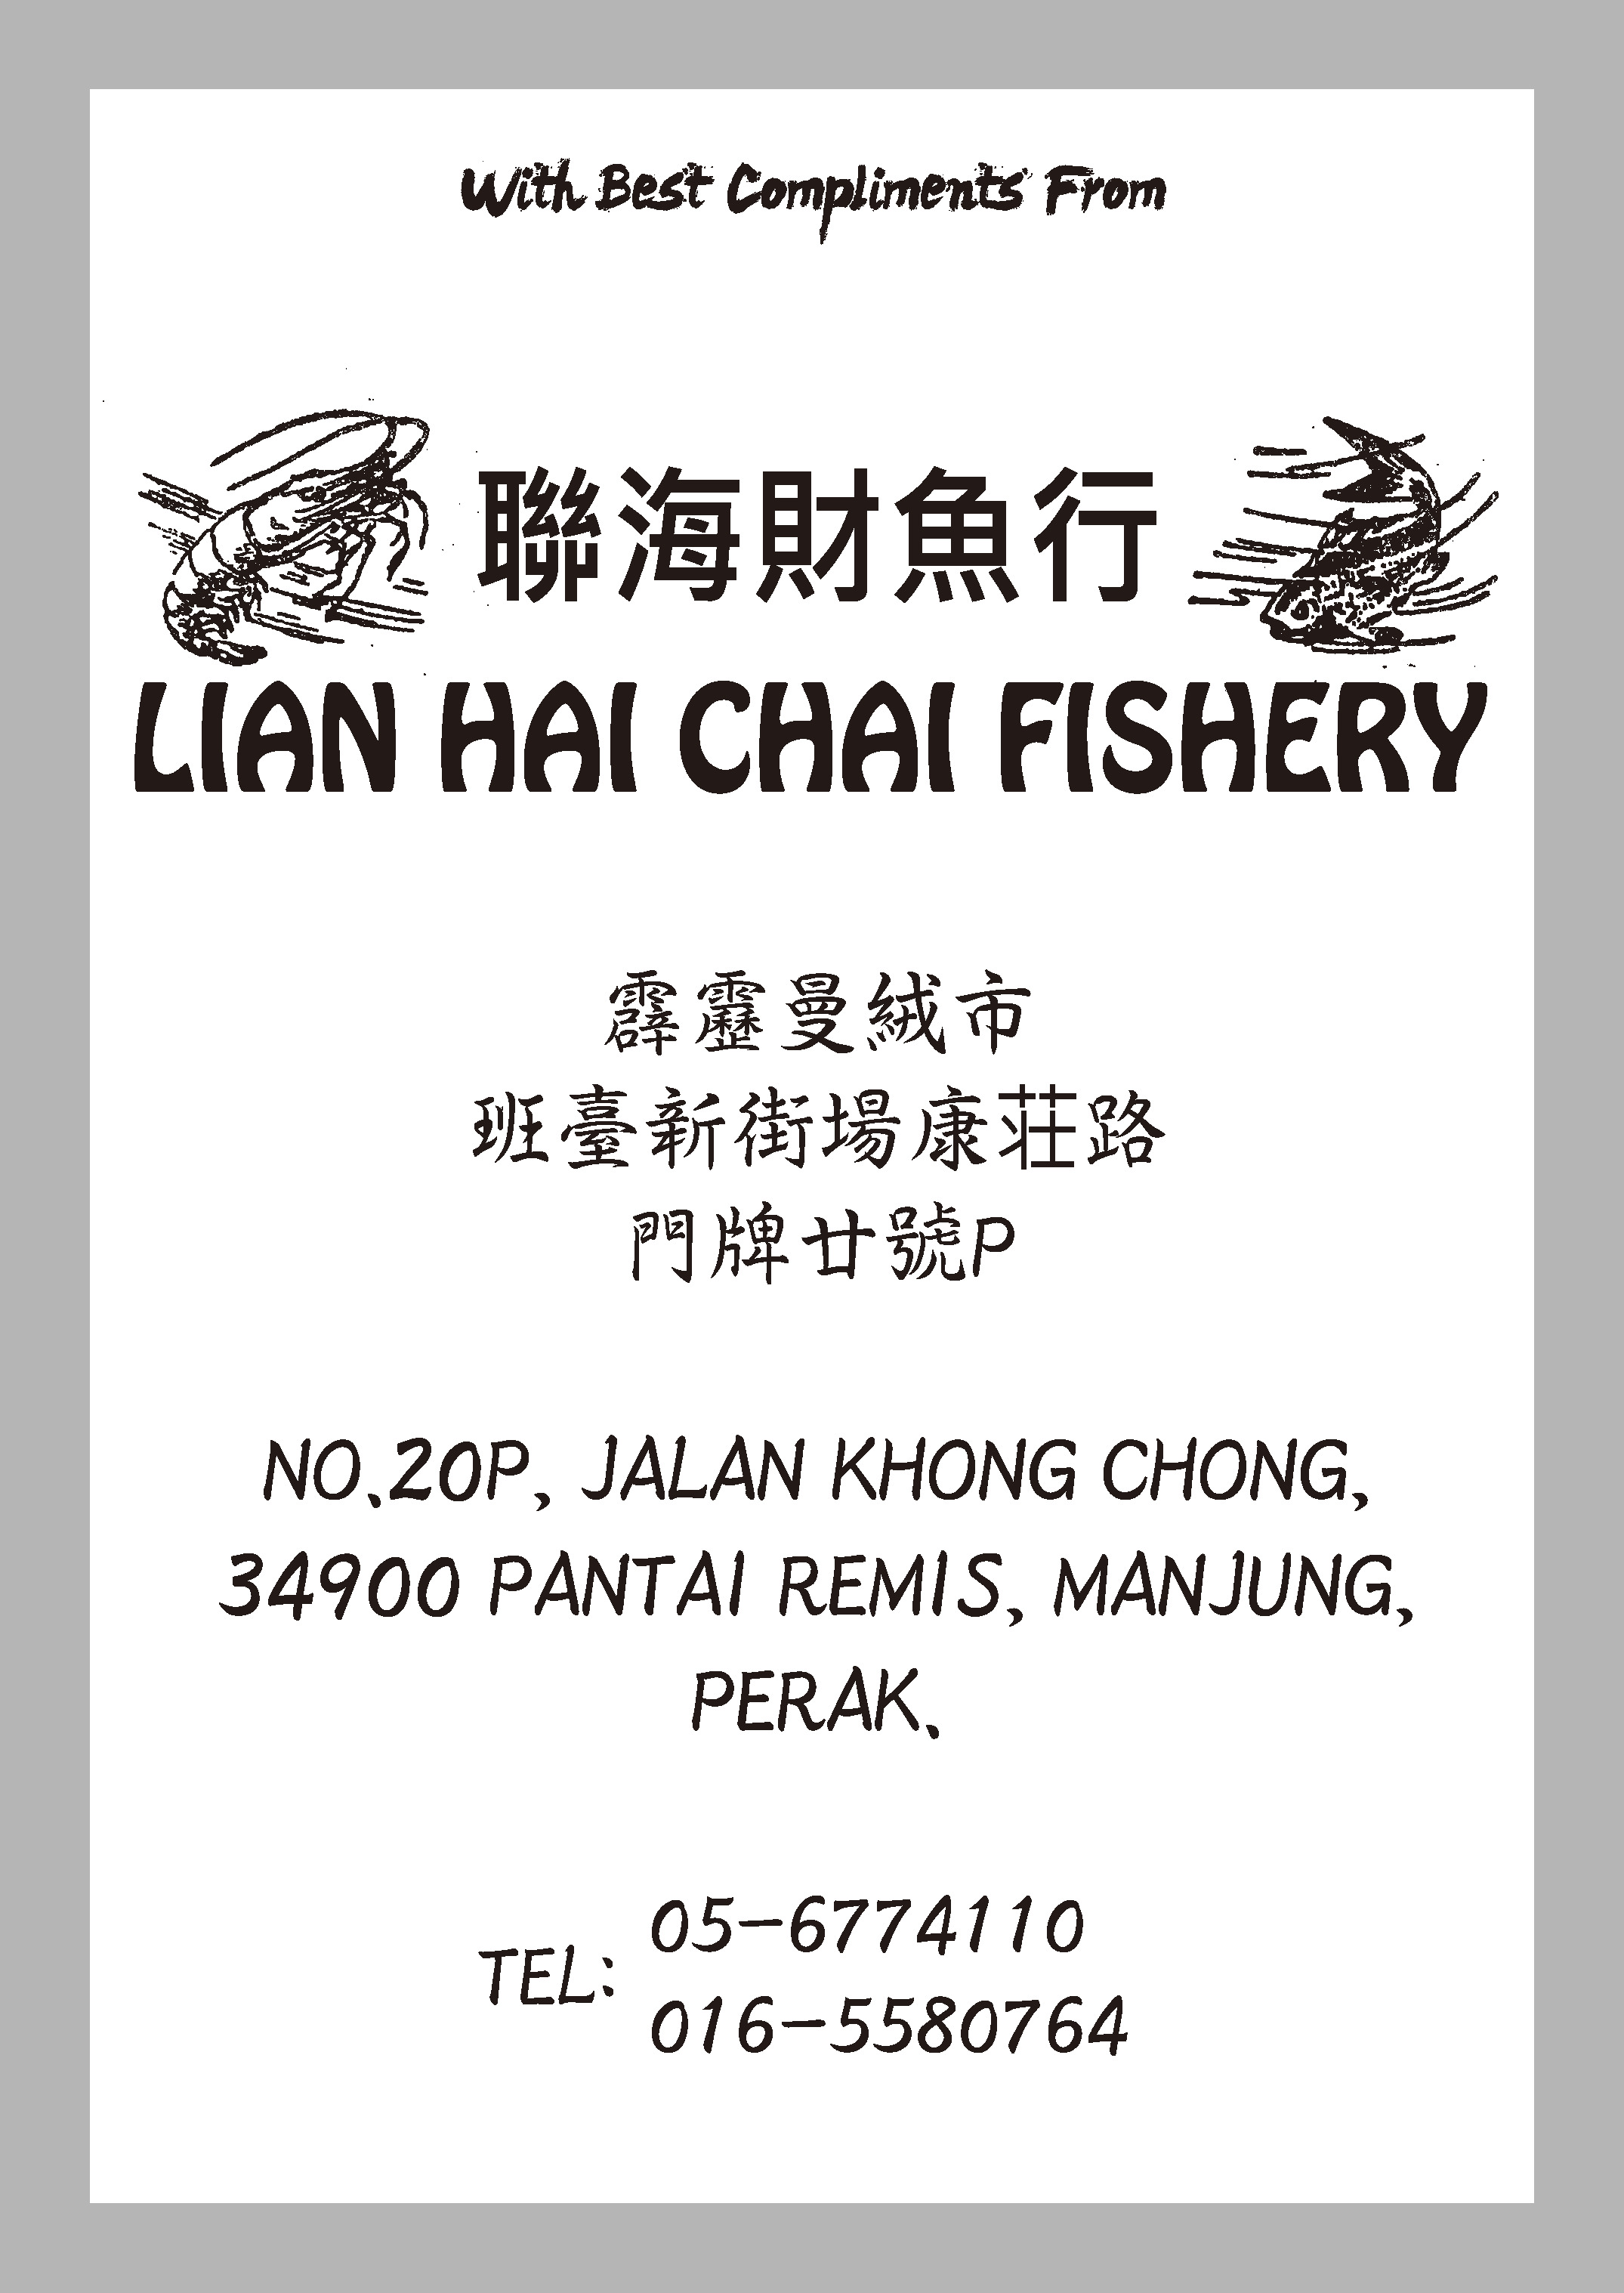 With Best Compliments From
聯海財魚行
LIAN HAI CHAI FISHERY
霹靂曼絨市
班臺新街場康荘路
門牌廿號P
NO.20P, JALAN KHONG CHONG,
34900 PANTAI REMIS, MANJUNG,
PERAK.
TEL: 05-6774110
016-5580764